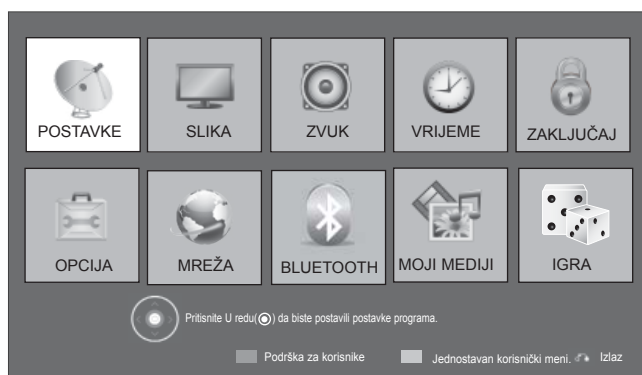 POSTAVKE SLIKA ZVUK VRIJEME ZAKLJUČAJ
OPCIJA MREŽA BLUETOOTH MOJI MEDIJI IGRA
Pritisnite U redu(◉) da biste postavili postavke programa.
Podrška za korisnike Jednostavan korisnički meni. Izlaz